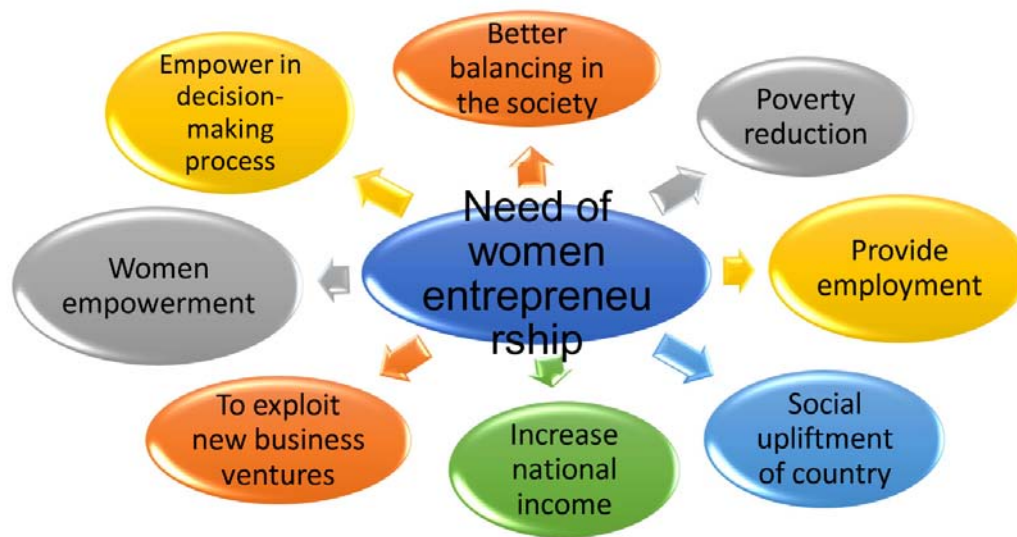 Better
balancing in
the society
Empower in
decision-
making
process
Poverty
reduction
Need of
women
entrepreneu
rship
Women
empowerment
Provide
employment
To exploit
new business
ventures
Increase
national
income
Social
upliftment
of country